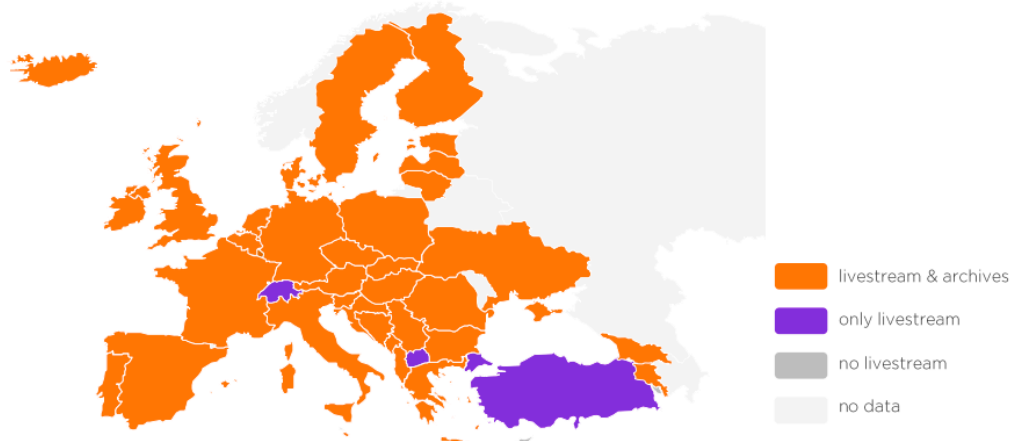 livestream & archives
only livestream
no livestream
no data